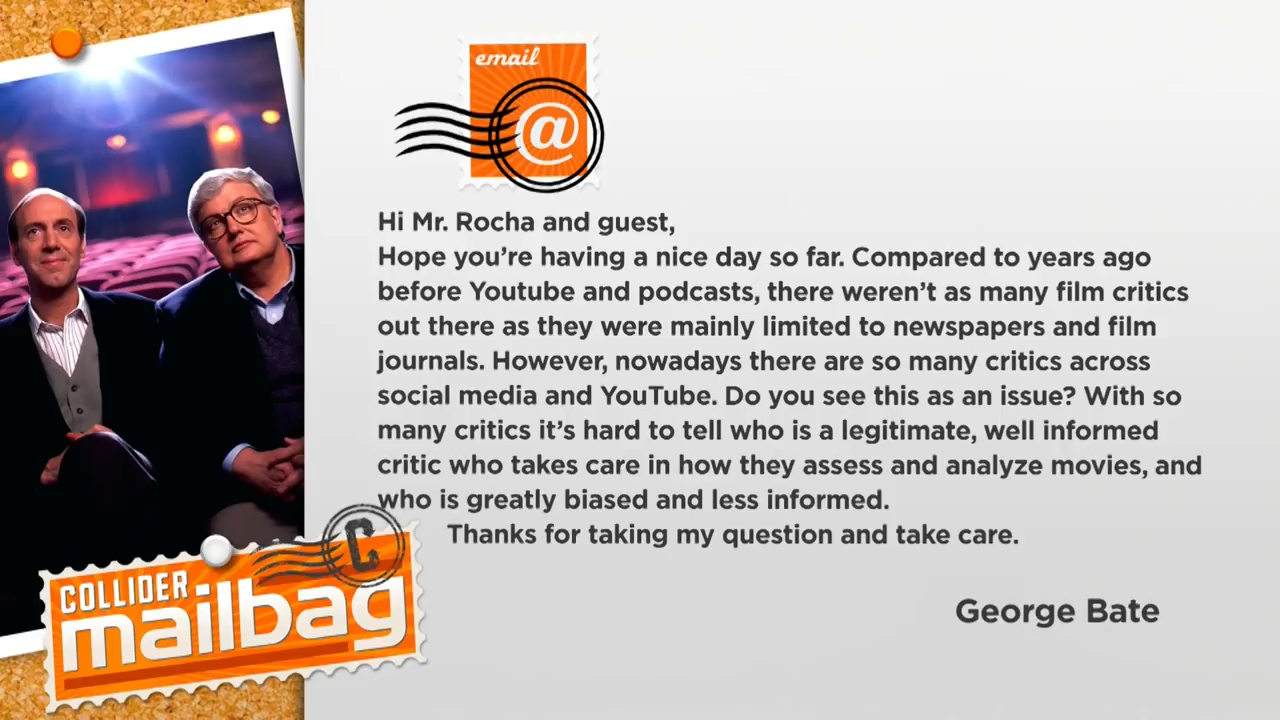 email
@
Hi Mr. Rocha and guest,
Hope you’re having a nice day so far. Compared to years ago
before Youtube and podcasts, there weren’t as many film critics
out there as they were mainly limited to newspapers and film
journals. However, nowadays there are so many critics across
social media and YouTube. Do you see this as an issue? With so
many critics it’s hard to tell who is a legitimate, well informed
critic who takes care in how they assess and analyze movies, and
who is greatly biased and less informed.
Thanks for taking my question and take care.
George Bate
C
COLLIDER
mailbag